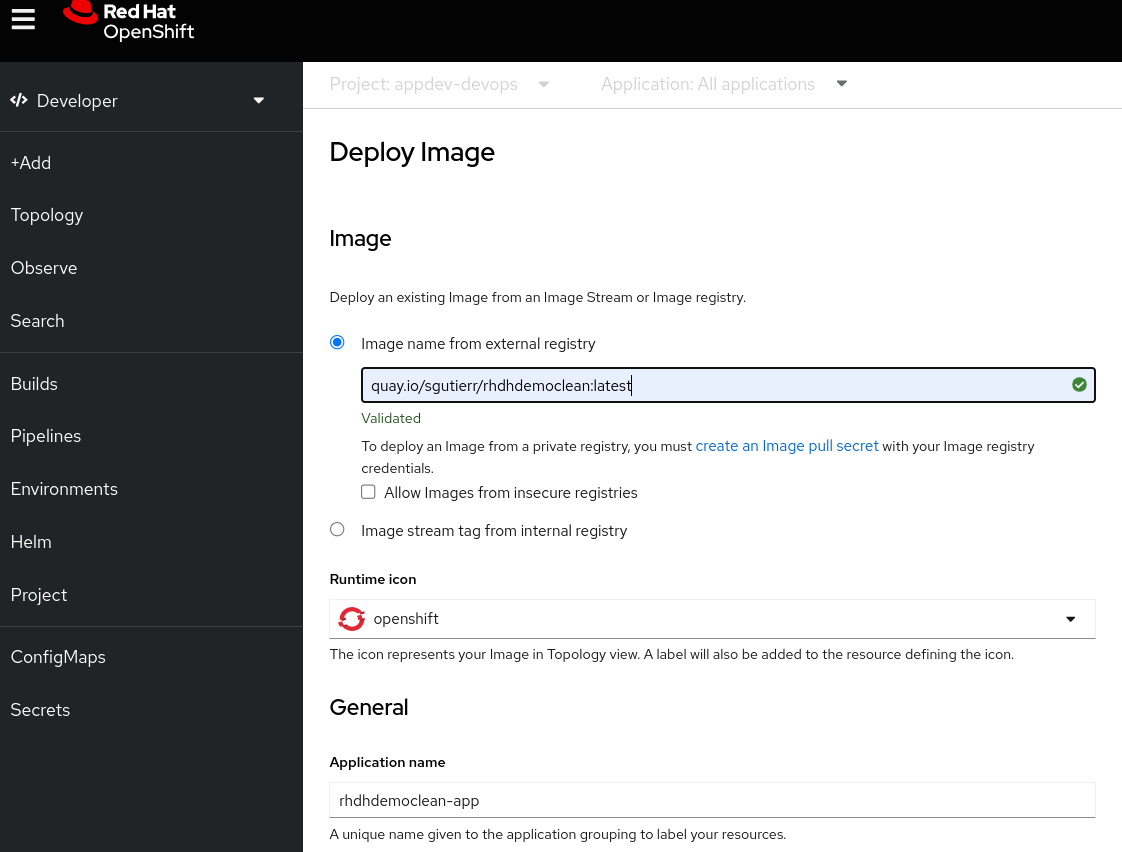 Red Hat
OpenShift
Developer
+Add
Topology
Observe
Search
Builds
Pipelines
Environments
Helm
Project
ConfigMaps
Secrets
Project: appdev-devops
Application: All applications
Deploy Image
Image
Deploy an existing Image from an Image Stream or Image registry.
Image name from external registry
quay.io/sgutierr/rhdhdemoclean:latest
Validated
To deploy an Image from a private registry, you must create an Image pull secret with your Image registry
credentials.
Allow Images from insecure registries
Image stream tag from internal registry
Runtime icon
openshift
The icon represents your Image in Topology view. A label will also be added to the resource defining the icon.
General
Application name
rhdhdemoclean-app
A unique name given to the application grouping to label your resources.